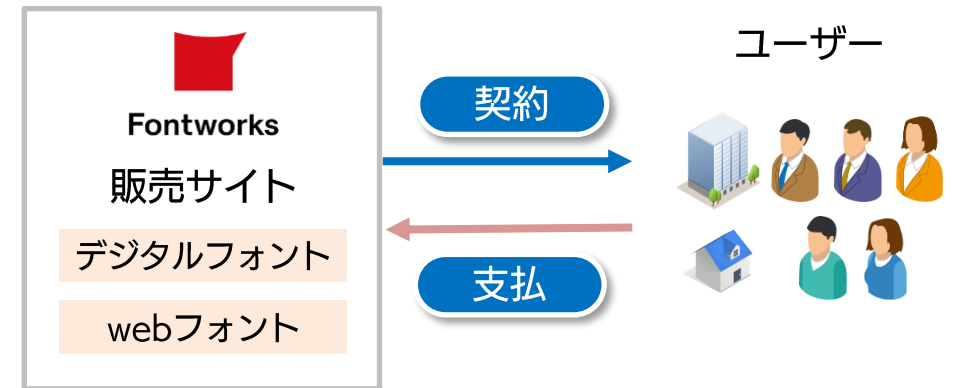 Fontworks
販売サイト
デジタルフォント
webフォント
契約
支払
ユーザー